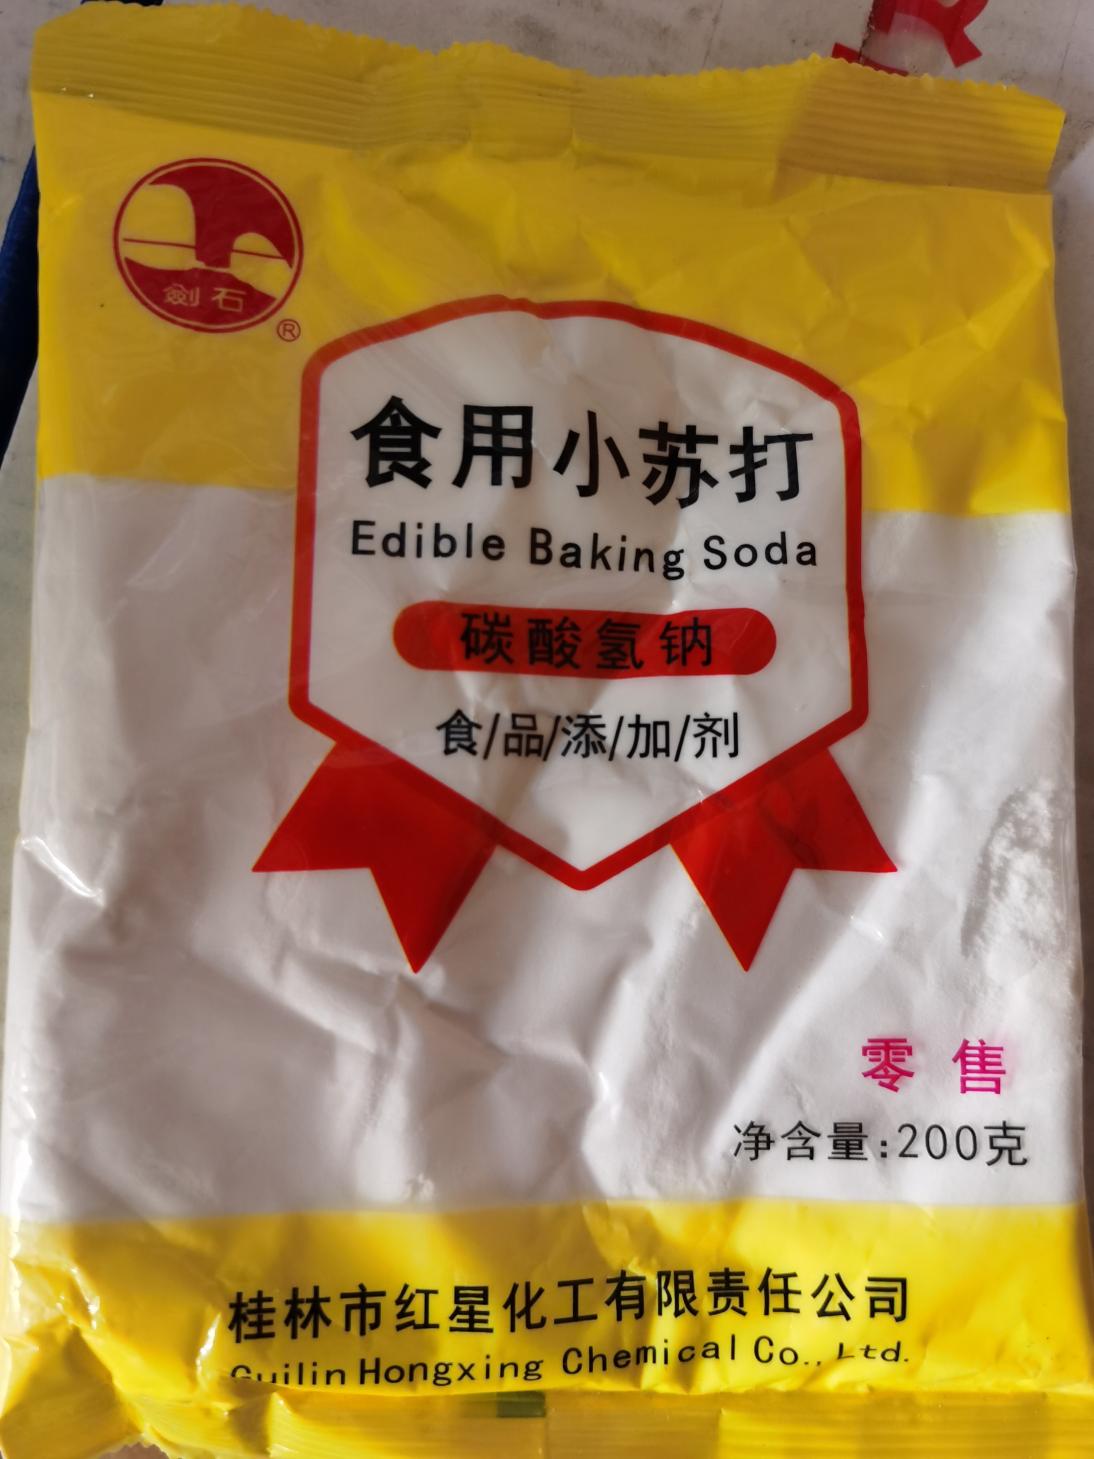 剑石
®
食用小苏打
Edible Baking Soda
碳酸氢钠
食/品/添/加/剂
零售
净含量:200克
桂林市红星化工有限责任公司
Guilin Hongxing Chemical Co., Ltd.